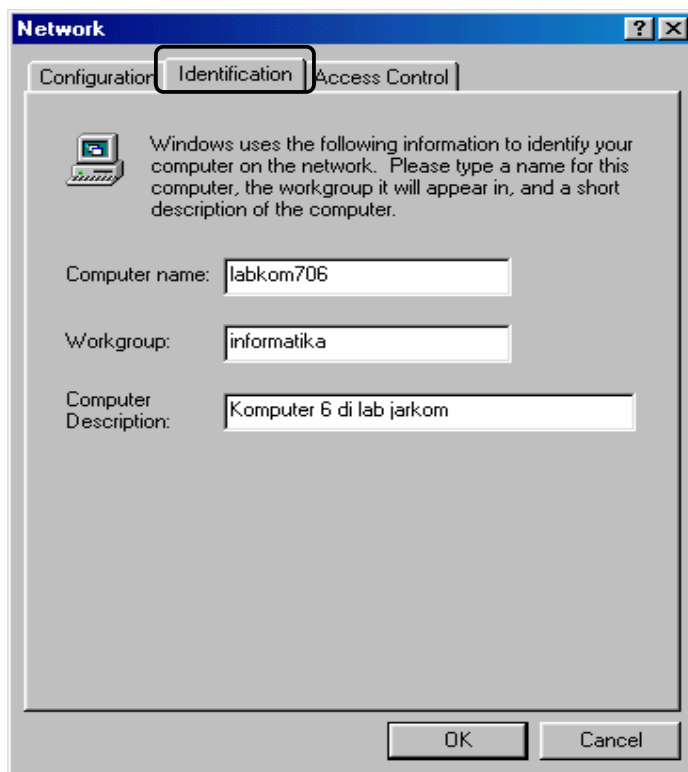 Network
Configuration Identification Access Control
Windows uses the following information to identify your
computer on the network. Please type a name for this
computer, the workgroup it will appear in, and a short
description of the computer.
Computer name: labkom706
Workgroup: informatika
Computer
Description: Komputer 6 di lab jarkom
OK Cancel